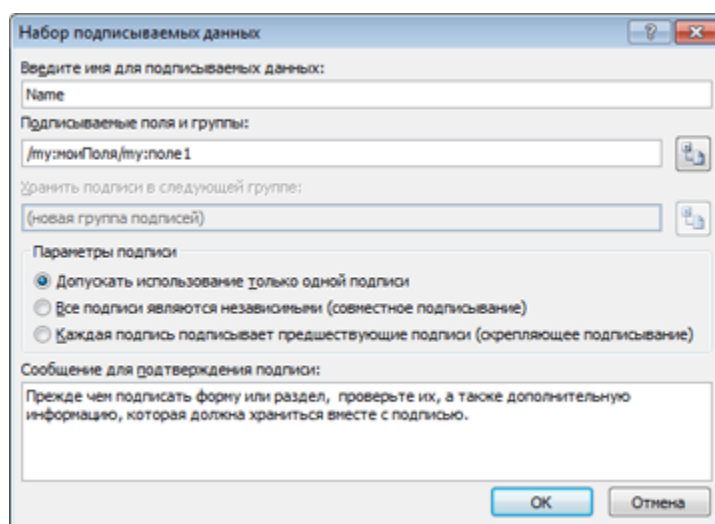 Набор подписываемых данных
Введите имя для подписываемых данных:
Name
Подписываемые поля и группы:
/my:моиПоля/my:поле1
Хранить подписи в следующей группе:
(новая группа подписей)
Параметры подписи
Допускать использование только одной подписи
Все подписи являются независимыми (совместное подписывание)
Каждая подпись подписывает предшествующие подписи (скрепляющее подписывание)
Сообщение для подтверждения подписи:
Прежде чем подписать форму или раздел, проверьте их, а также дополнительную
информацию, которая должна храниться вместе с подписью.
ОК Отмена